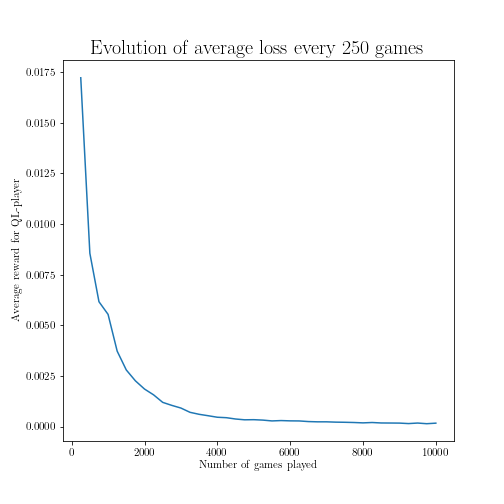 Evolution of average loss every 250 games
0.0175
0.0150
0.0125
0.0100
0.0075
0.0050
0.0025
0.0000
Average reward for QL-player
0 2000 4000 6000 8000 10000
Number of games played